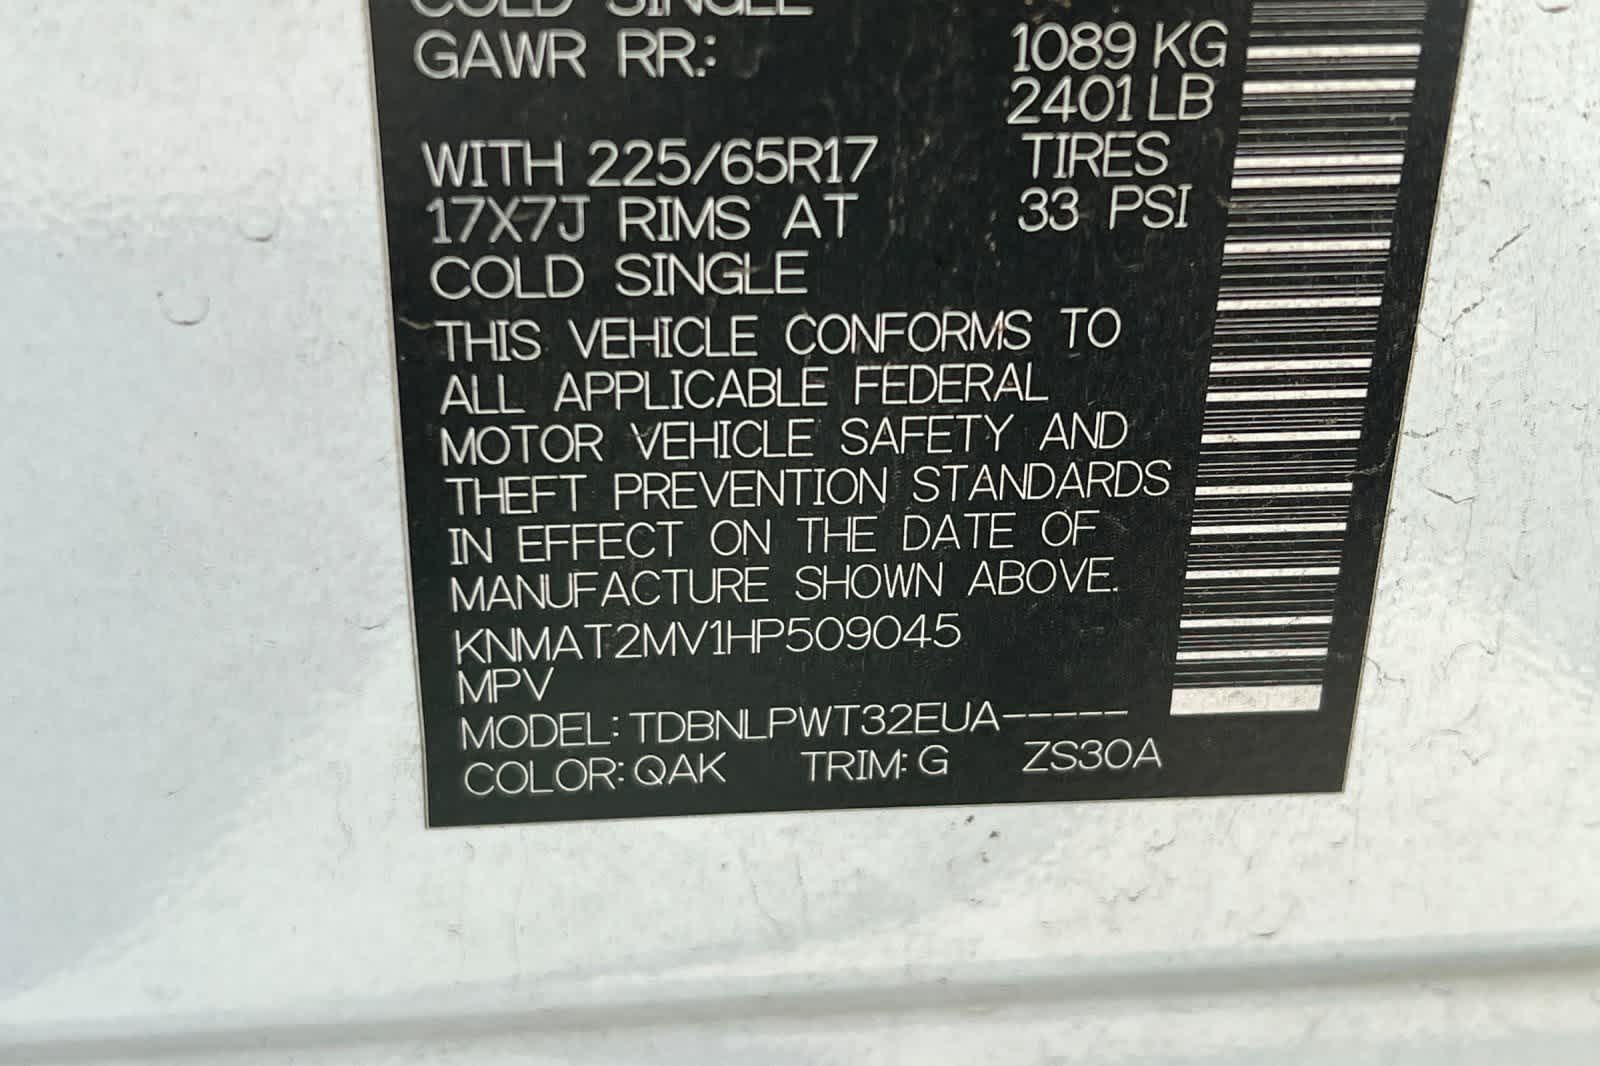 COLD SINGLE
GAWR RR.: 1089 KG
2401 LB
WITH 225/65R17 TIRES
17X7J RIMS AT 33 PSI
COLD SINGLE
THIS VEHICLE CONFORMS TO
ALL APPLICABLE FEDERAL
MOTOR VEHICLE SAFETY AND
THEFT PREVENTION STANDARDS
IN EFFECT ON THE DATE OF
MANUFACTURE SHOWN ABOVE.
KNMAT2MV1HP509045
MPV
MODEL: TDBNLPWT32EUA-----
COLOR: QAK TRIM: G ZS30A